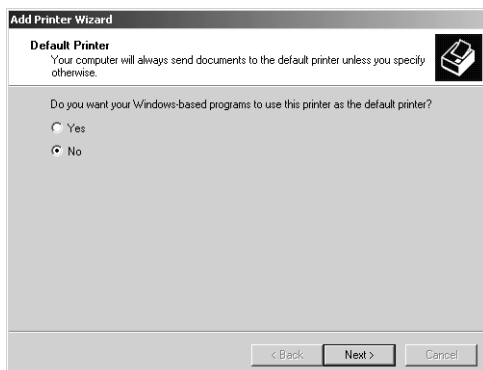 Add Printer Wizard
Default Printer
Your computer will always send documents to the default printer unless you specify
otherwise.
Do you want your Windows-based programs to use this printer as the default printer?
Yes
No
< Back
Next >
Cancel